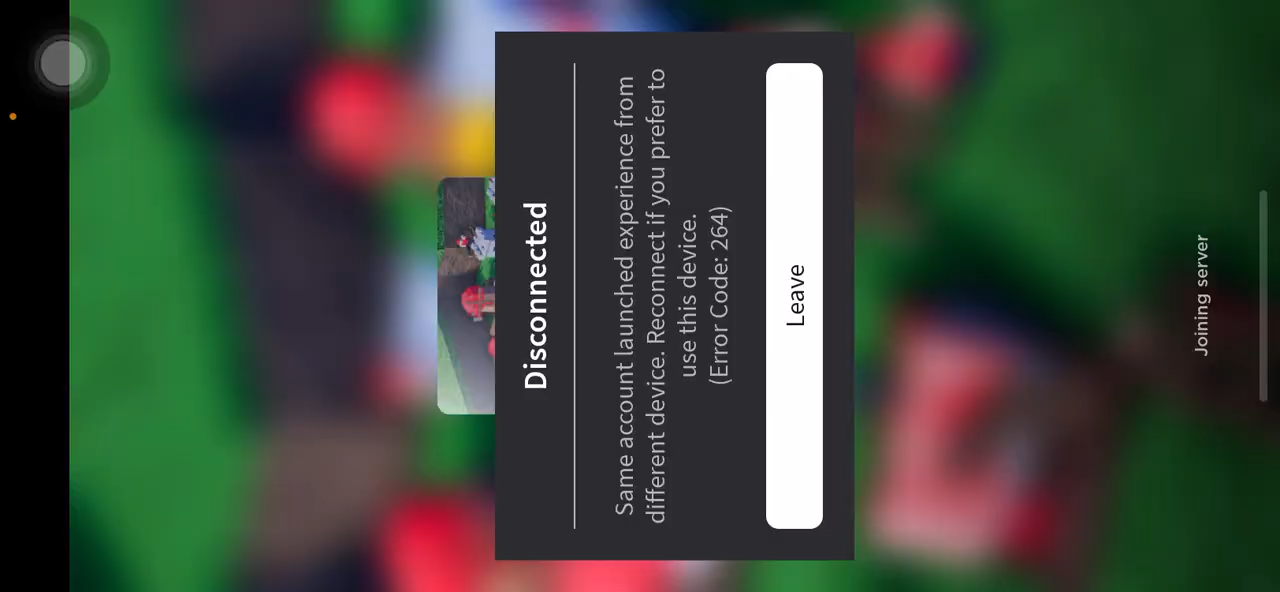 Disconnected
Same account launched experience from
different device. Reconnect if you prefer to
use this device.
(Error Code: 264)
Leave
Joining server